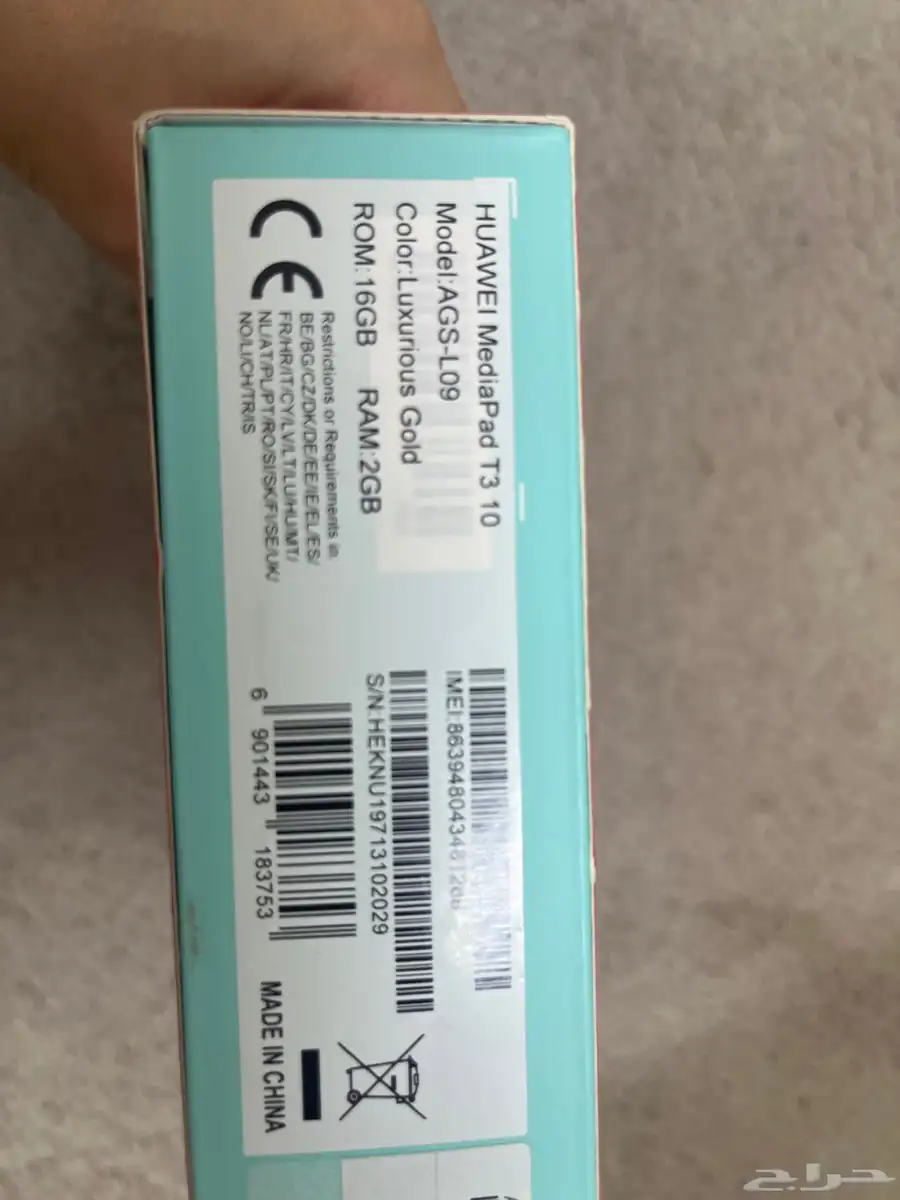 HUAWEI MediaPad T3 10
Model:AGS-L09
Color:Luxurious Gold
ROM:16GB RAM:2GB
CE
Restrictions or Requirements in:
BE/BG/CZ/DK/DE/EE/IE/EL/ES/
FR/HR/IT/CY/LV/LT/LU/HU/MT/
NL/AT/PL/PT/RO/SI/SK/FI/SE/UK/
NO/LI/CH/TR/IS
S/N:HEKNU19713102029
6 901443 183753
MADE IN CHINA
حراج